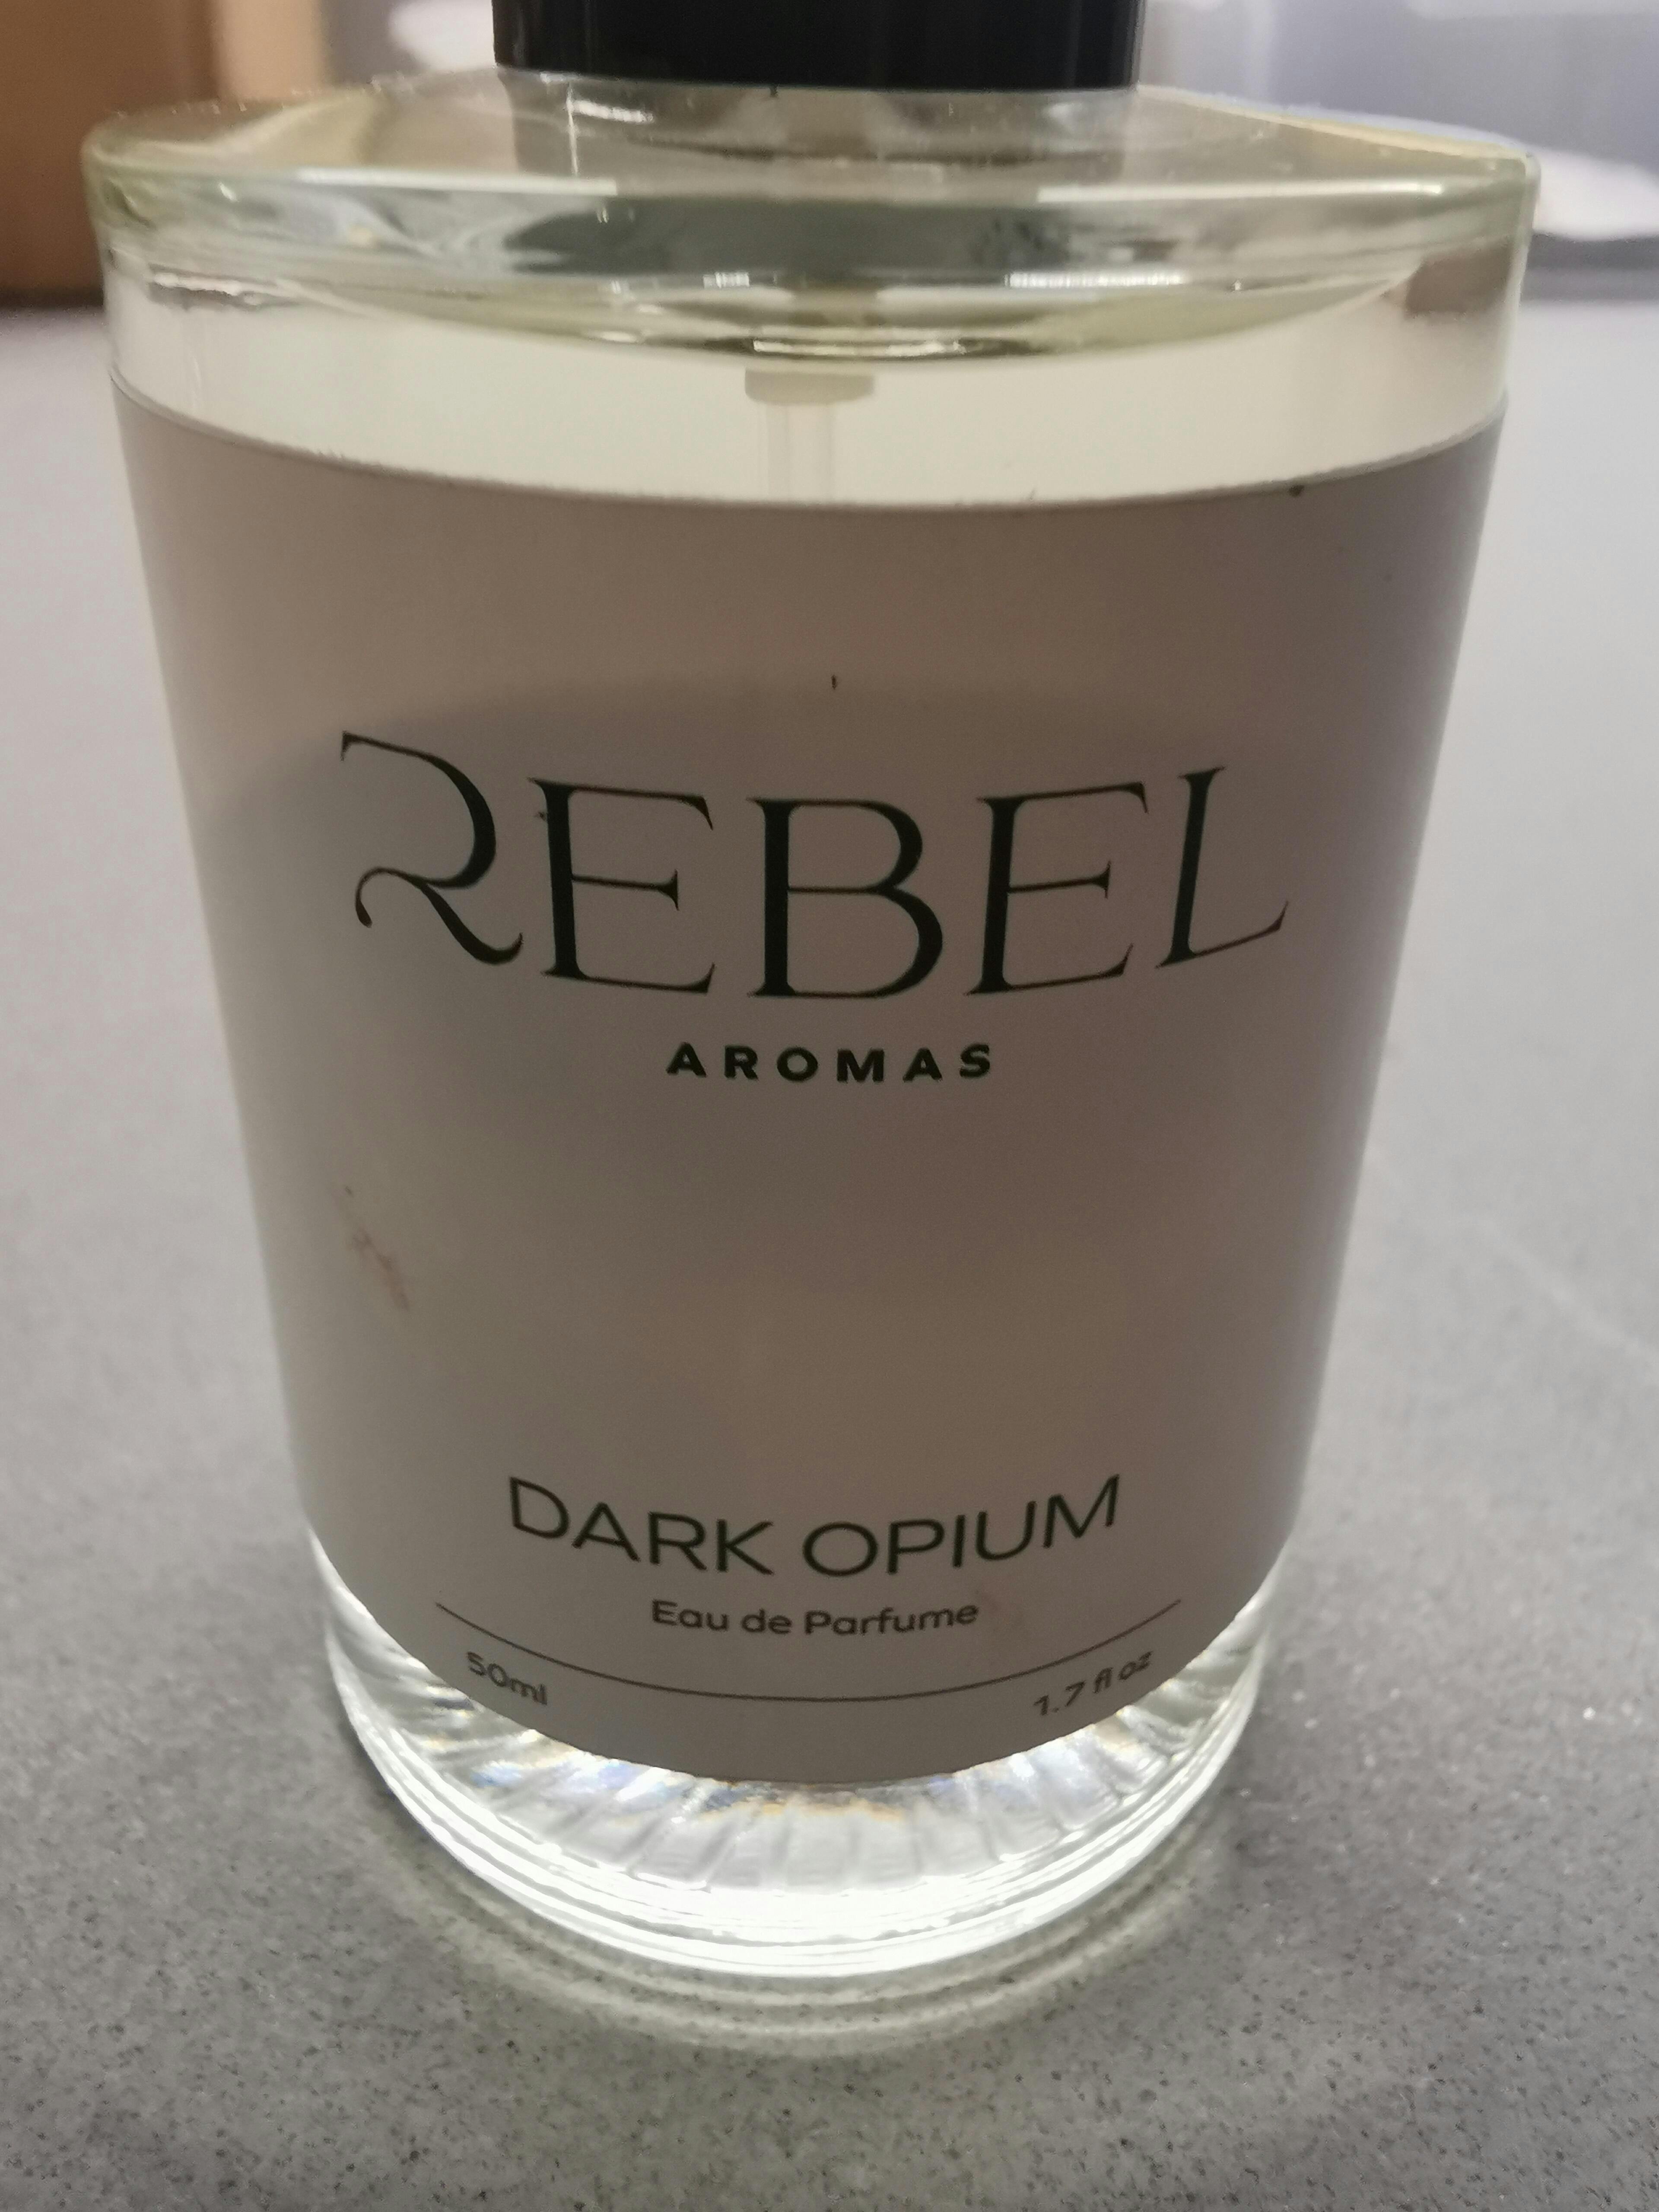 REBEL
AROMAS
DARK OPIUM
Eau de Parfume
50ml 1.7 fl oz